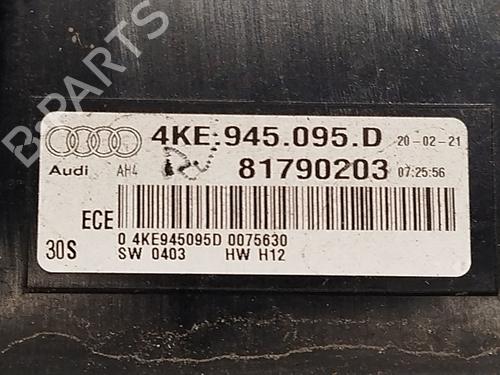 BPARTS
4KE.945.095.D 20-02-21
Audi AH4 81790203 07:25:56
ECE
0 4KE945095D 0075630
30S SW 0403 HW H12